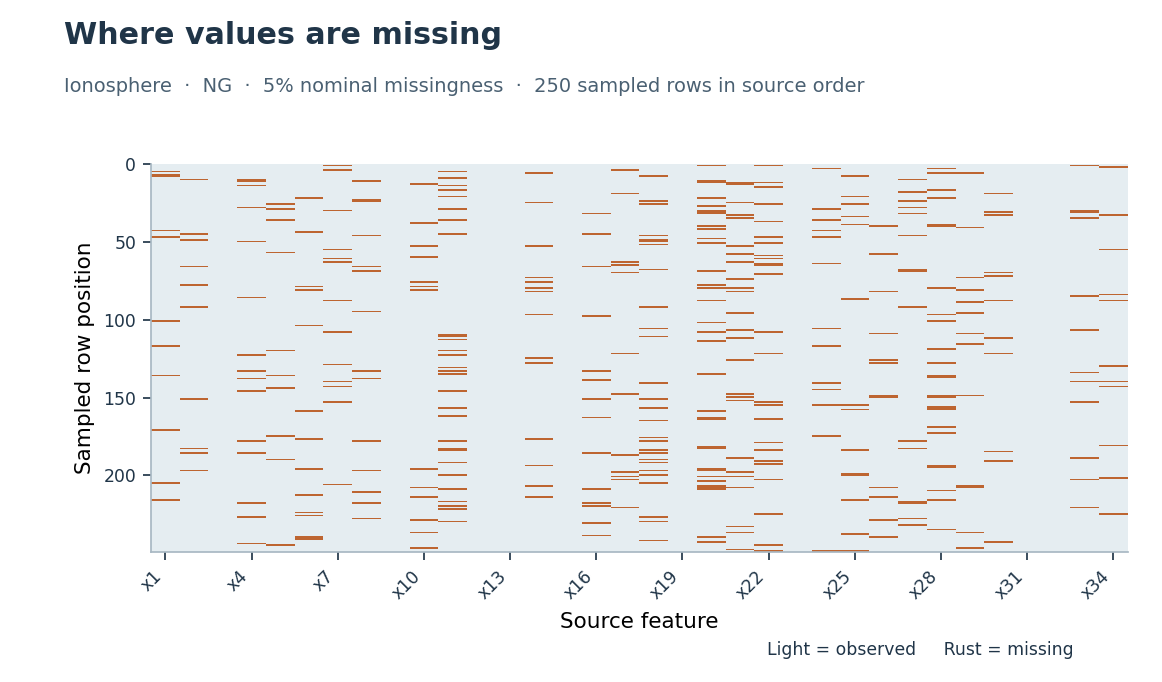 Where values are missing
Ionosphere · NG · 5% nominal missingness · 250 sampled rows in source order
0
50
100
150
200
Sampled row position
x1 x4 x7 x10 x13 x16 x19 x22 x25 x28 x31 x34
Source feature
Light = observed Rust = missing